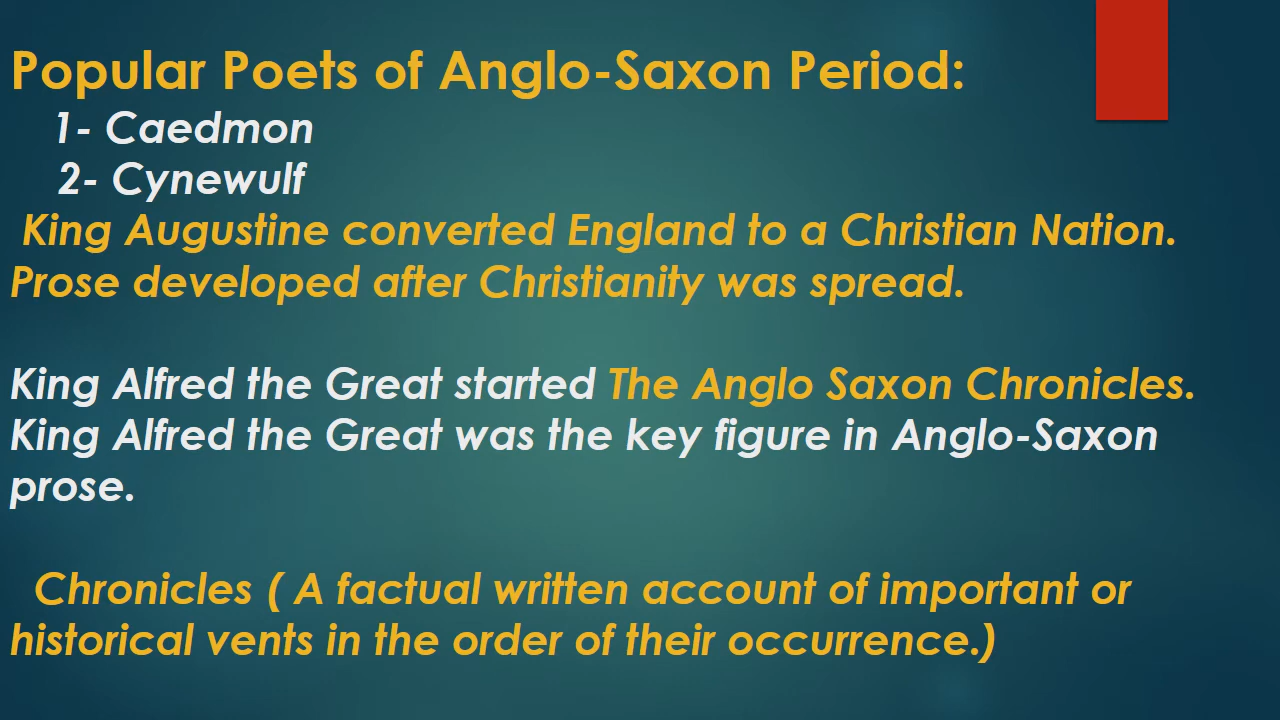 Popular Poets of Anglo-Saxon Period:
1- Caedmon
2- Cynewulf
King Augustine converted England to a Christian Nation.
Prose developed after Christianity was spread.
King Alfred the Great started The Anglo Saxon Chronicles.
King Alfred the Great was the key figure in Anglo-Saxon
prose.
Chronicles ( A factual written account of important or
historical vents in the order of their occurrence.)